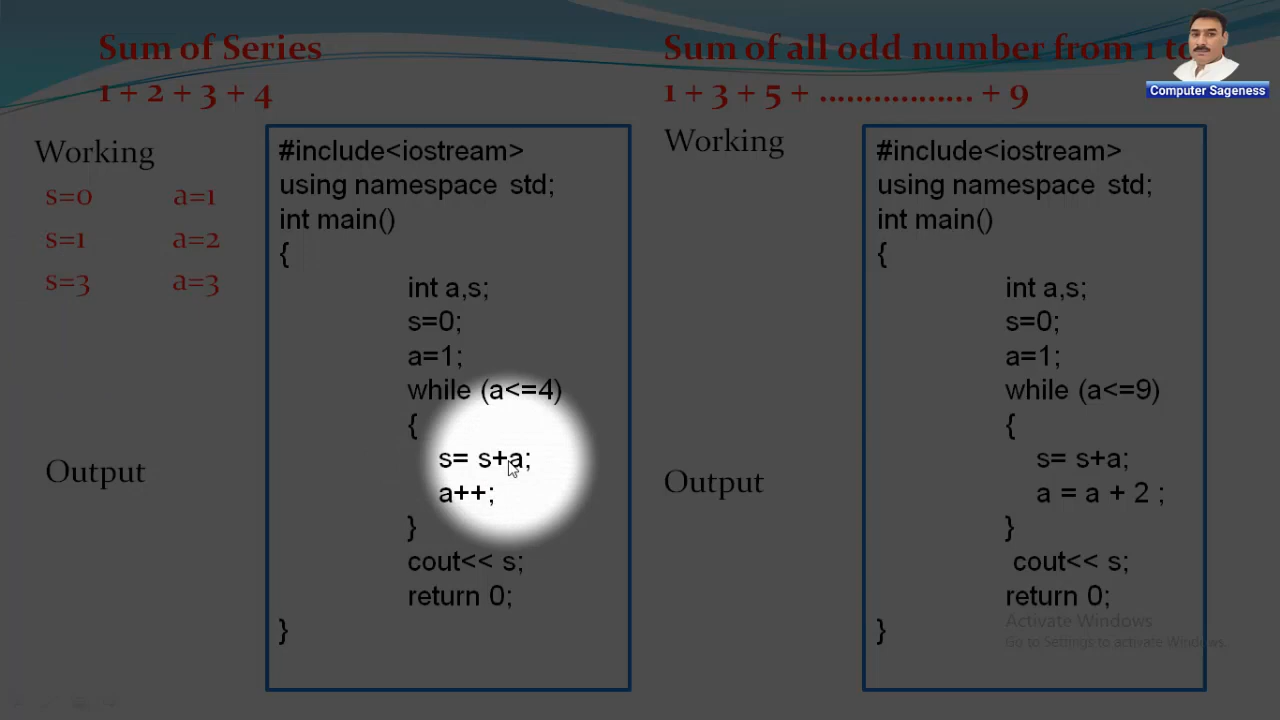 Sum of Series
1 + 2 + 3 + 4
Working
s=0 a=1
s=1 a=2
s=3 a=3
Output
#include<iostream>
using namespace std;
int main()
{
int a,s;
s=0;
a=1;
while (a<=4)
{
s= s+a;
a++;
}
cout<< s;
return 0;
}
Sum of all odd number from 1 to
1 + 3 + 5 + ................. + 9
Working
Output
#include<iostream>
using namespace std;
int main()
{
int a,s;
s=0;
a=1;
while (a<=9)
{
s= s+a;
a = a + 2 ;
}
cout<< s;
return 0;
}
Computer Sageness
Activate Windows
Go to Settings to activate Windows.